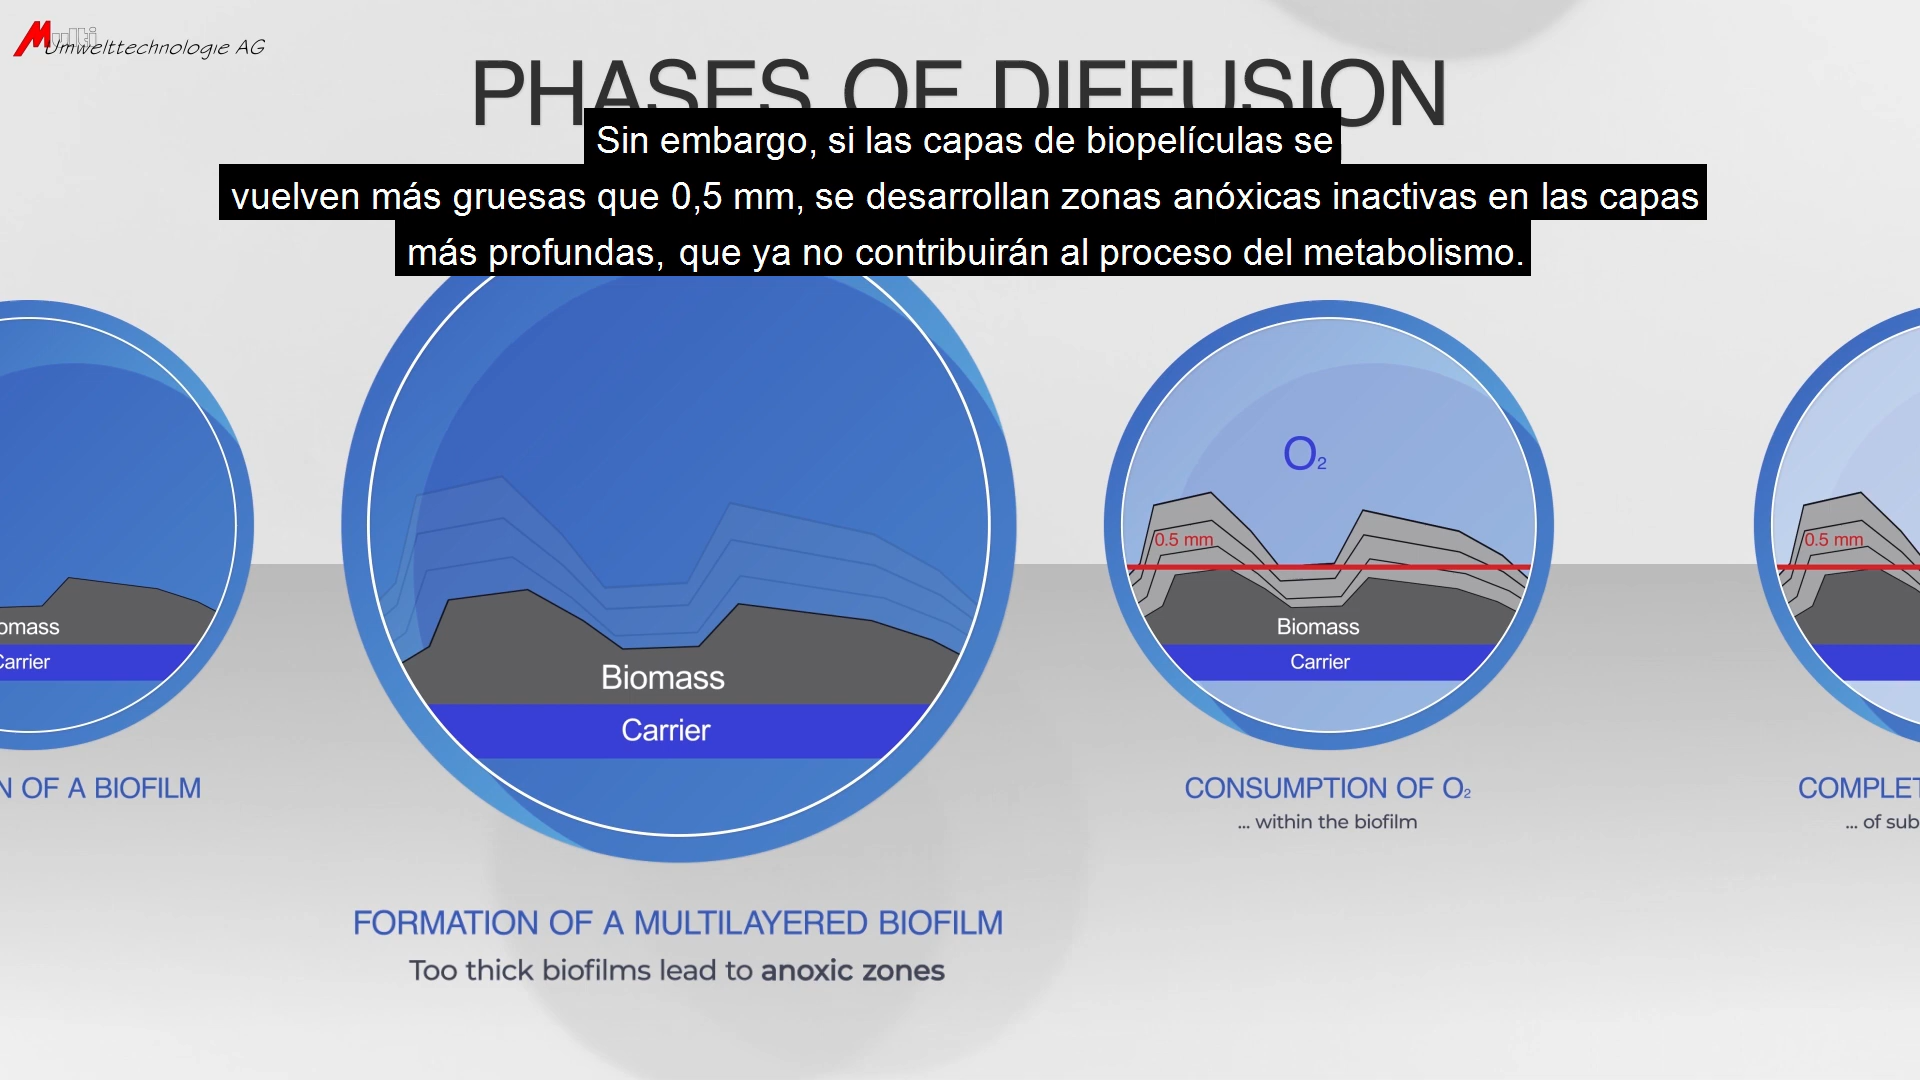 Multi
Umwelttechnologie AG
PHASES OF DIFFUSION
Sin embargo, si las capas de biopelículas se
vuelven más gruesas que 0,5 mm, se desarrollan zonas anóxicas inactivas en las capas
más profundas, que ya no contribuirán al proceso del metabolismo.
O₂
0.5 mm
0.5 mm
omass
Carrier
Biomass
Carrier
Biomass
Carrier
N OF A BIOFILM
CONSUMPTION OF O₂
... within the biofilm
COMPLET
... of sub
FORMATION OF A MULTILAYERED BIOFILM
Too thick biofilms lead to anoxic zones